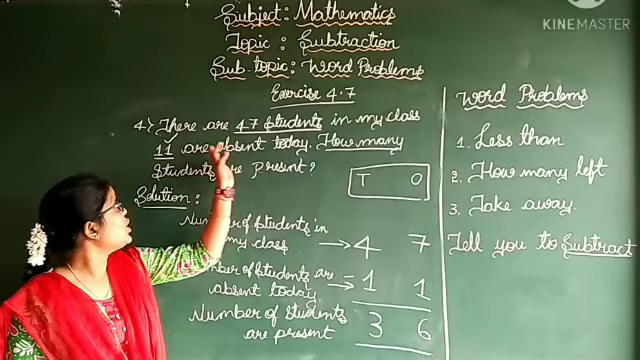 KINEMASTER
Subject: Mathematics
Topic: Subtraction
Sub-topic: Word Problems
Exercise 4.7
4) There are 47 students in my class
11 are absent today. How many
students are present?
Solution:
T O
Number of students in
my class → 4 7
Number of students are
absent today → - 1 1
Number of students
are present 3 6
Word Problems
1. Less than
2. How many left
3. Take away.
Tell you to Subtract